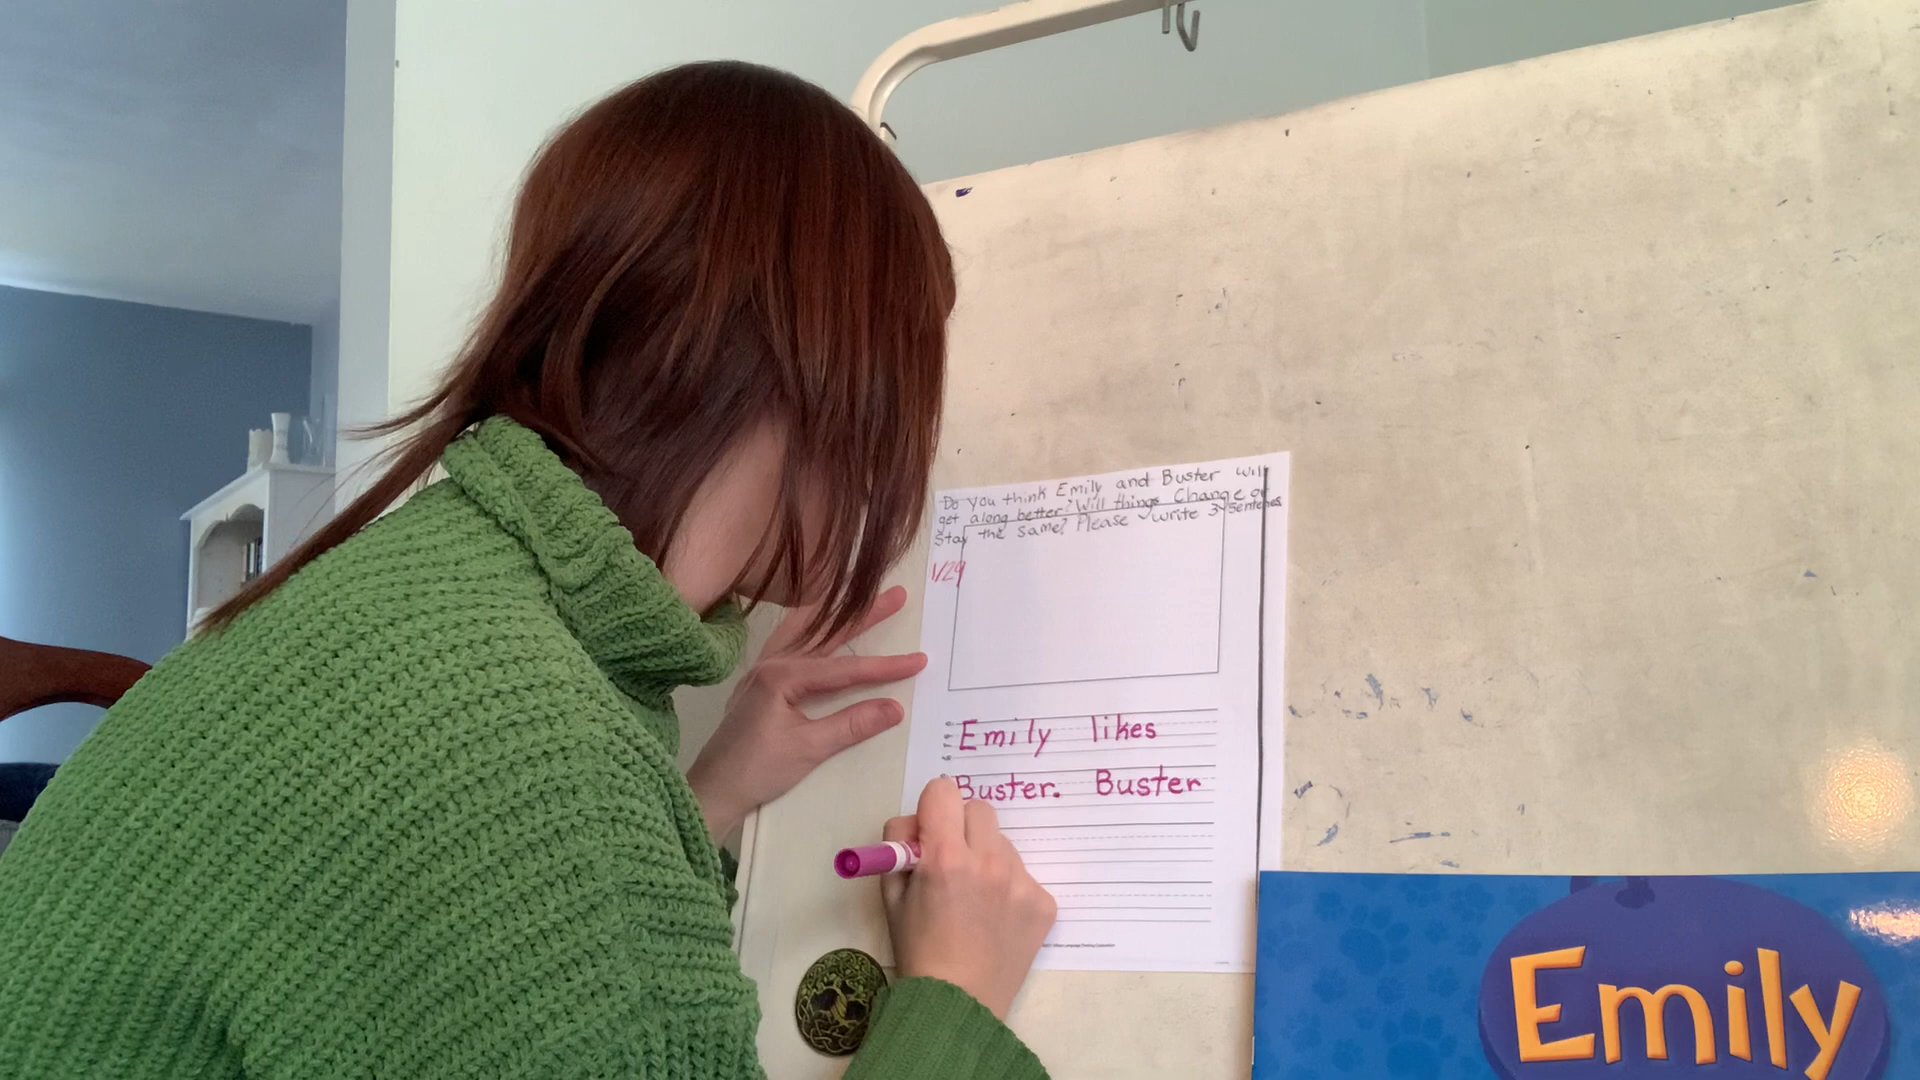 Do you think Emily and Buster will
get along better? Will things Change or
Stay the same? Please write 3 sentences
1/29
Emily likes
Buster. Buster
Emily